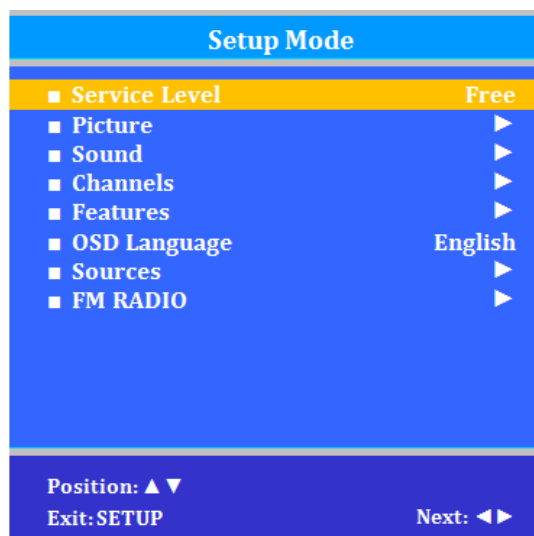 Setup Mode
■ Service Level Free
■ Picture ▶
■ Sound ▶
■ Channels ▶
■ Features ▶
■ OSD Language English
■ Sources ▶
■ FM RADIO ▶
Position: ▲ ▼
Exit: SETUP Next: ◀ ▶